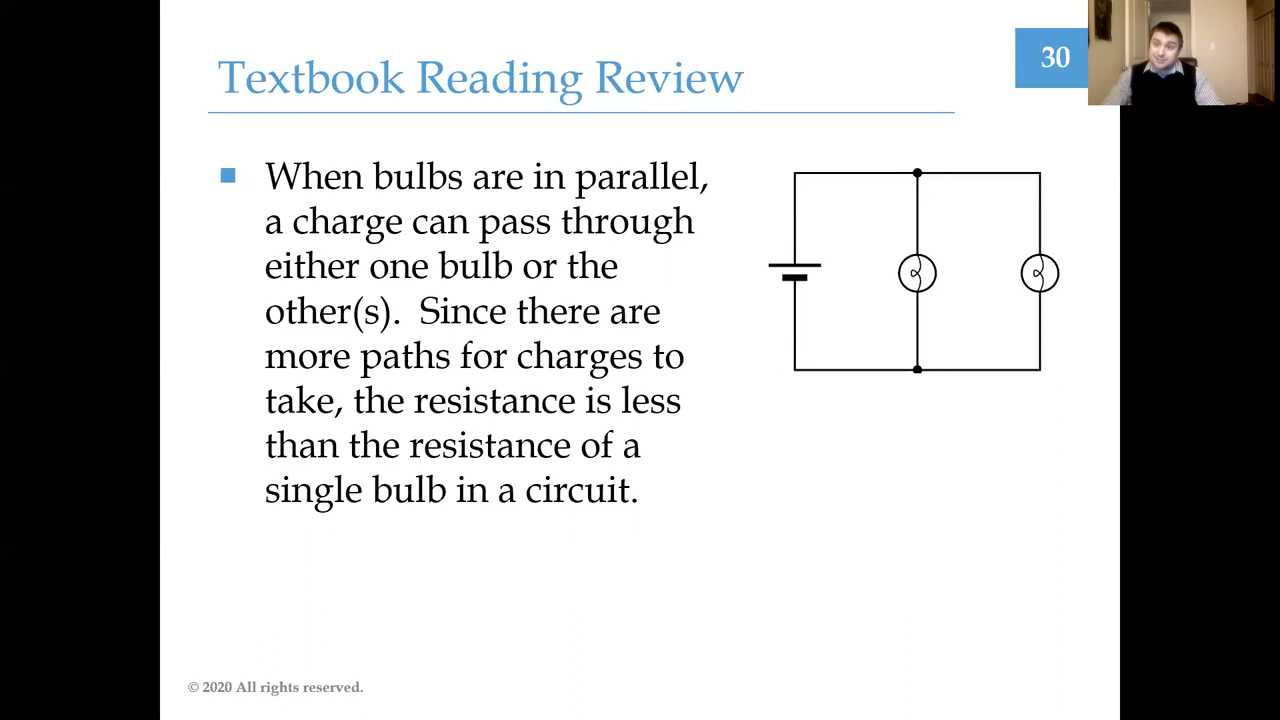 Textbook Reading Review
30
When bulbs are in parallel,
a charge can pass through
either one bulb or the
other(s).  Since there are
more paths for charges to
take, the resistance is less
than the resistance of a
single bulb in a circuit.
© 2020 All rights reserved.